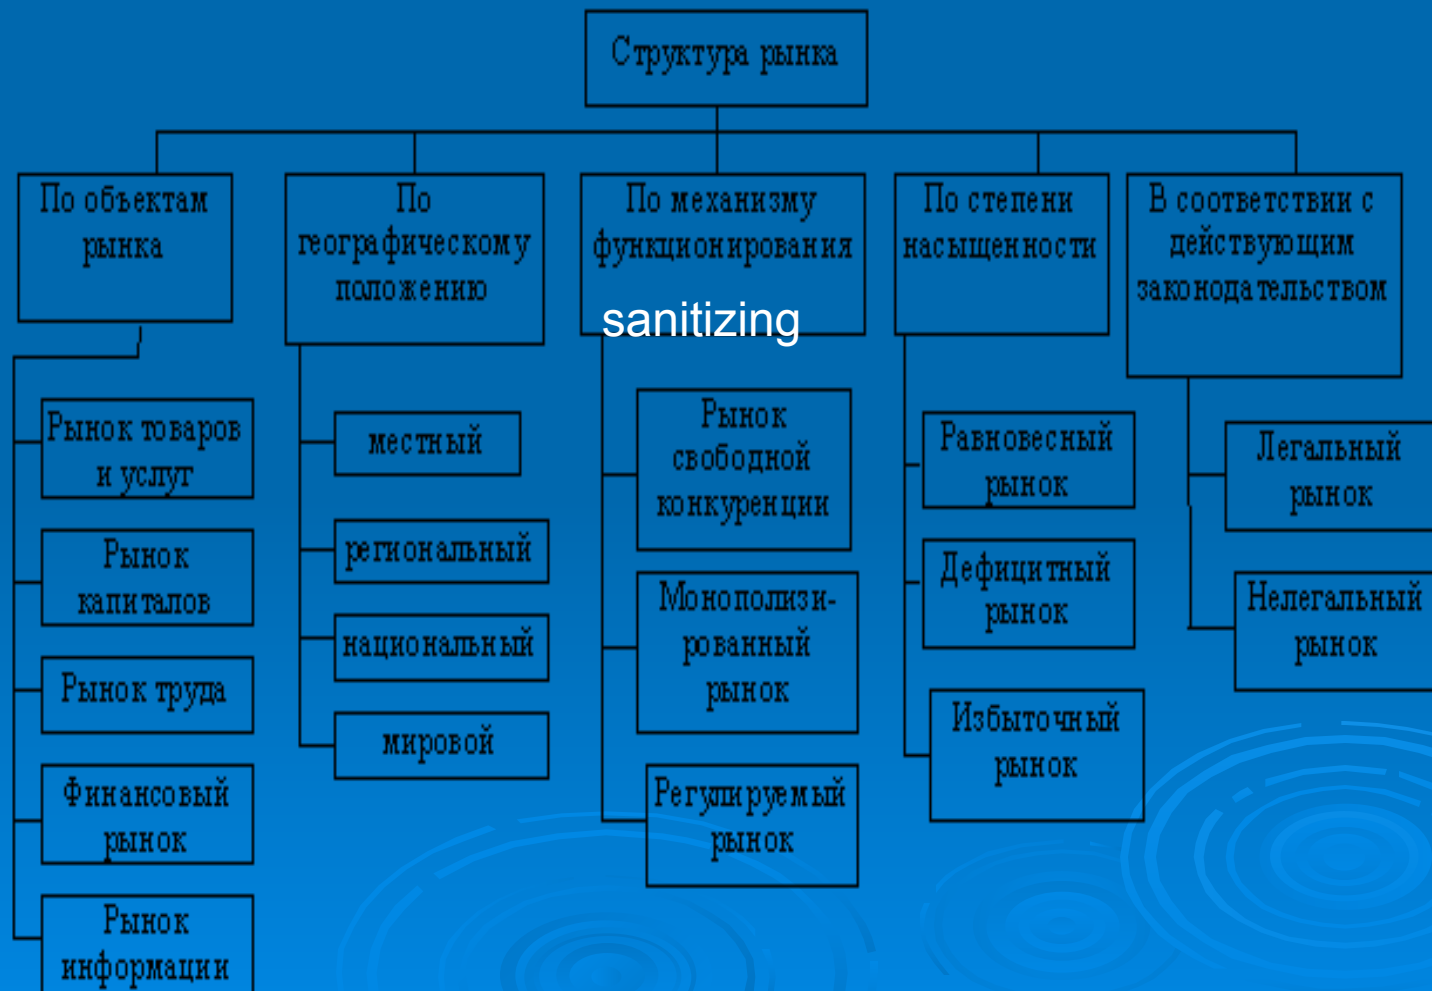 Структура рынка
По объектам
рынка
По
географическому
положению
По механизму
функционирования
sanitizing
По степени
насыщенности
В соответствии с
действующим
законодательством
Рынок товаров
и услуг
Рынок
капиталов
Рынок труда
Финансовый
рынок
Рынок
информации
местный
региональный
национальный
мировой
Рынок
свободной
конкуренции
Монополизи-
рованный
рынок
Регулируемый
рынок
Равновесный
рынок
Дефицитный
рынок
Избыточный
рынок
Легальный
рынок
Нелегальный
рынок